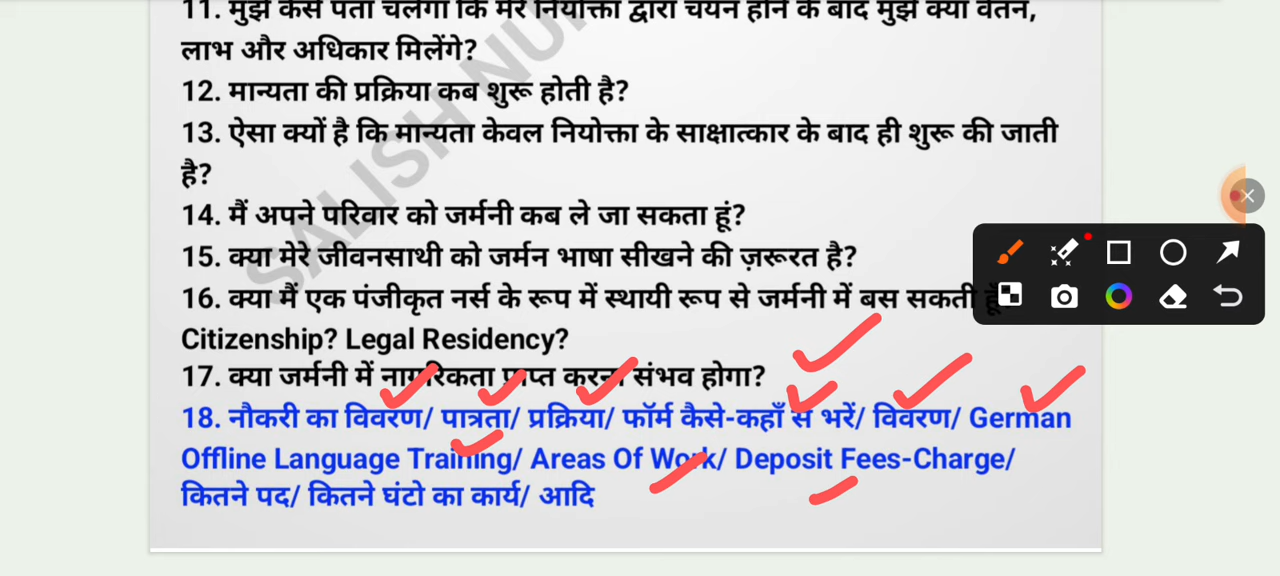 11. मुझे कैसे पता चलेगा कि मेरे नियोक्ता द्वारा चयन होने के बाद मुझे क्या वेतन,
लाभ और अधिकार मिलेंगे?
12. मान्यता की प्रक्रिया कब शुरू होती है?
13. ऐसा क्यों है कि मान्यता केवल नियोक्ता के साक्षात्कार के बाद ही शुरू की जाती
है?
14. मैं अपने परिवार को जर्मनी कब ले जा सकता हूं?
15. क्या मेरे जीवनसाथी को जर्मन भाषा सीखने की ज़रूरत है?
16. क्या मैं एक पंजीकृत नर्स के रूप में स्थायी रूप से जर्मनी में बस सकती
Citizenship? Legal Residency?
17. क्या जर्मनी में नागरिकता प्राप्त करना संभव होगा?
18. नौकरी का विवरण/ पात्रता/ प्रक्रिया/ फॉर्म कैसे-कहाँ से भरें/ विवरण/ German
Offline Language Training/ Areas Of Work/ Deposit Fees-Charge/
कितने पद/ कितने घंटो का कार्य/ आदि
SALISH